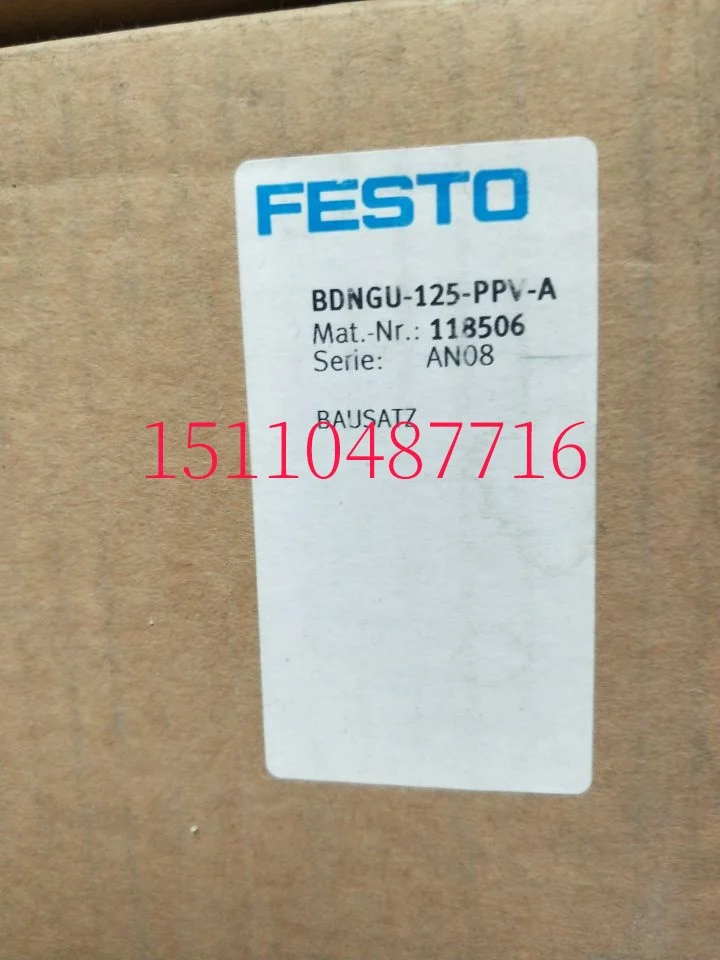 FESTO
BDNGU-125-PPV-A
Mat.-Nr.: 118506
Serie: AN08
BAUSATZ
15110487716